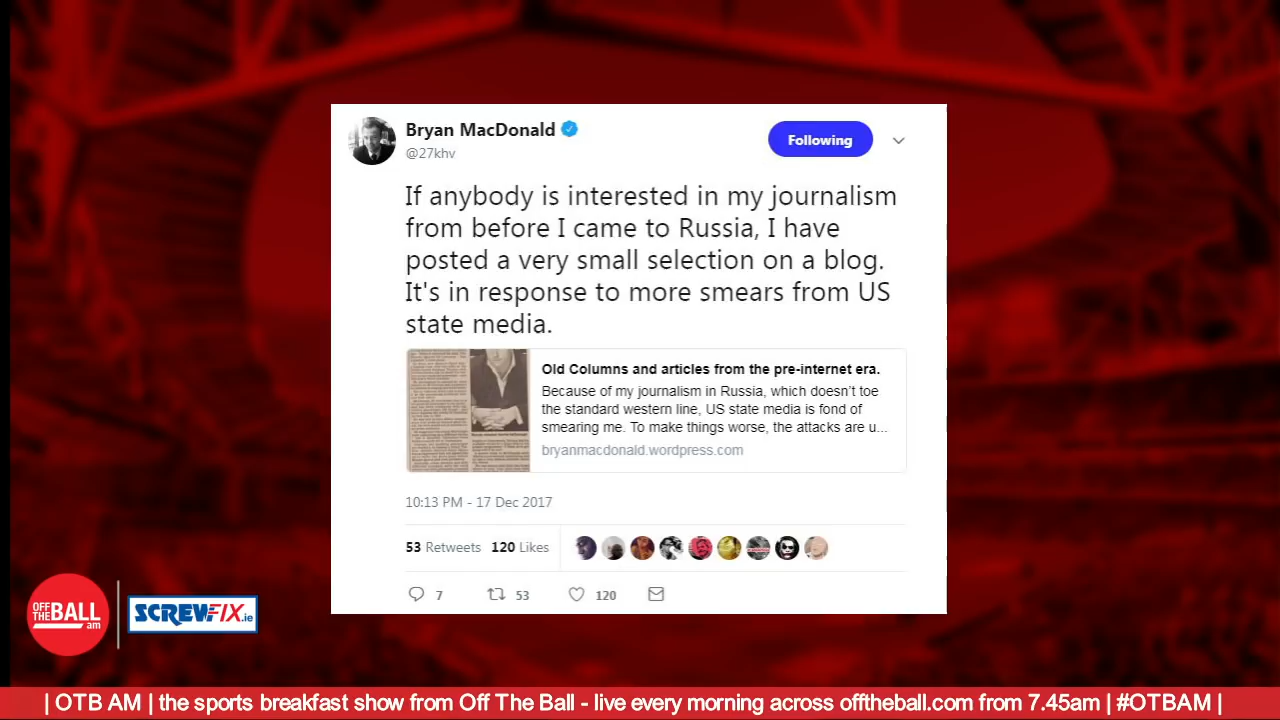 Bryan MacDonald
@27khv
Following
If anybody is interested in my journalism
from before I came to Russia, I have
posted a very small selection on a blog.
It's in response to more smears from US
state media.
Old Columns and articles from the pre-internet era.
Because of my journalism in Russia, which doesn't toe
the standard western line, US state media is fond of
smearing me. To make things worse, the attacks are u...
bryanmacdonald.wordpress.com
10:13 PM - 17 Dec 2017
53 Retweets 120 Likes
7 53 120
OFF THE BALL am
SCREWFIX.ie
| OTB AM | the sports breakfast show from Off The Ball - live every morning across offtheball.com from 7.45am | #OTBAM |